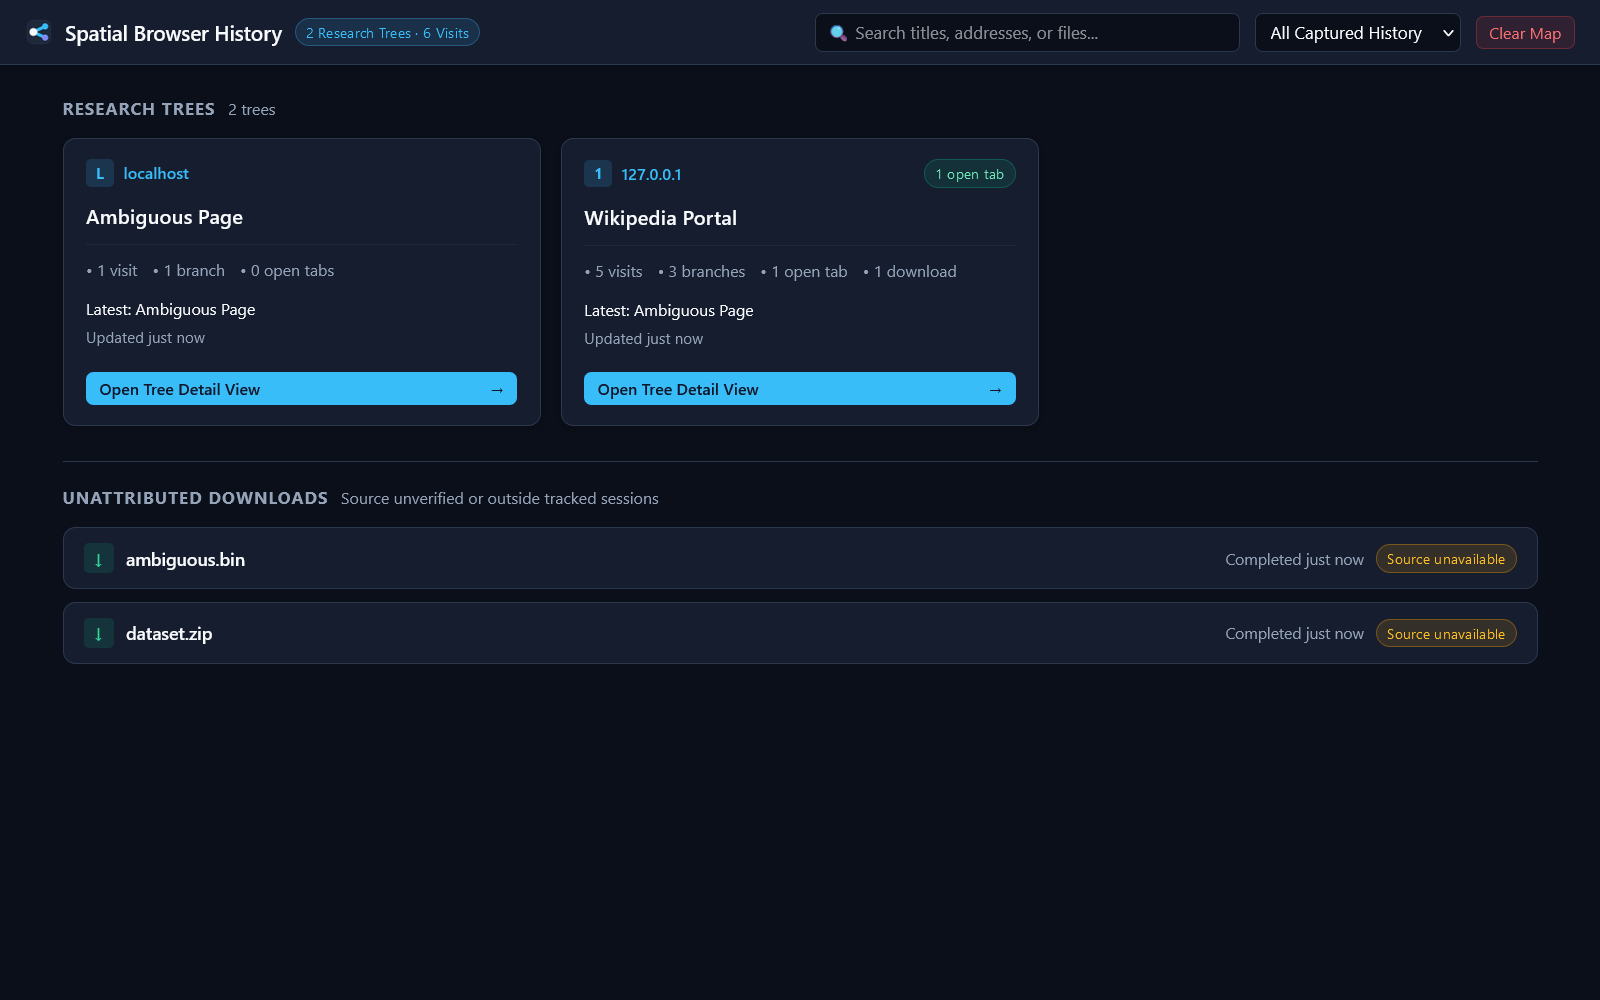 Spatial Browser History
2 Research Trees · 6 Visits
Search titles, addresses, or files...
All Captured History
Clear Map
RESEARCH TREES 2 trees
L localhost
Ambiguous Page
• 1 visit • 1 branch • 0 open tabs
Latest: Ambiguous Page
Updated just now
Open Tree Detail View →
1 127.0.0.1
1 open tab
Wikipedia Portal
• 5 visits • 3 branches • 1 open tab • 1 download
Latest: Ambiguous Page
Updated just now
Open Tree Detail View →
UNATTRIBUTED DOWNLOADS Source unverified or outside tracked sessions
↓ ambiguous.bin Completed just now Source unavailable
↓ dataset.zip Completed just now Source unavailable